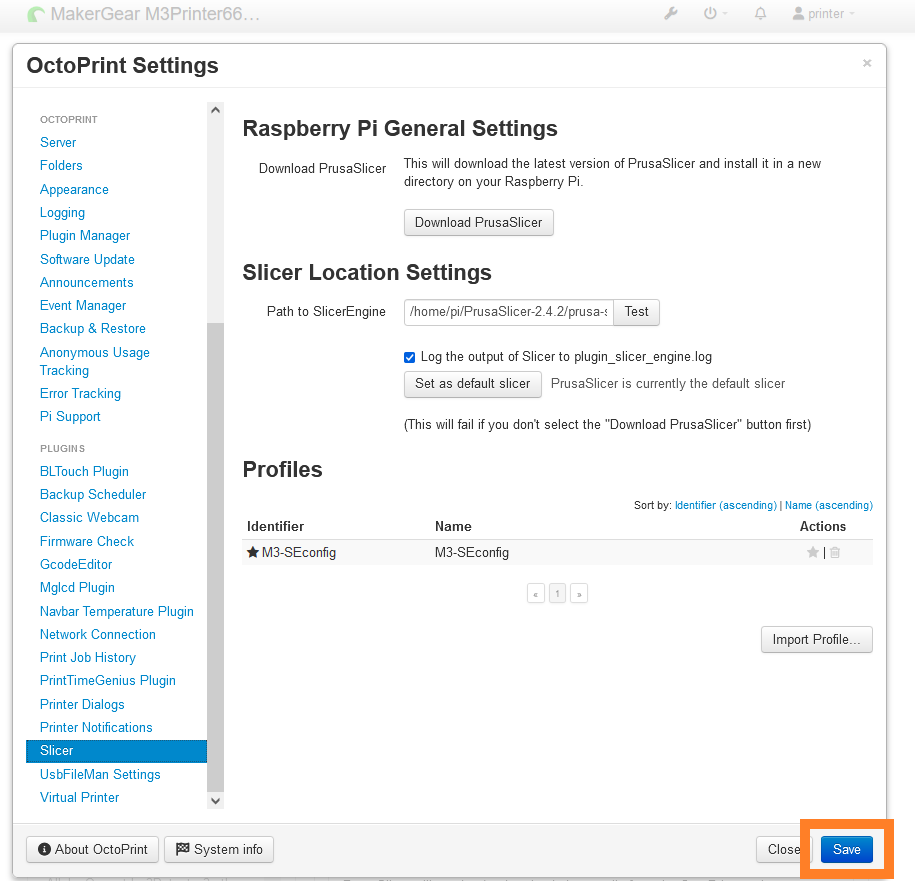 MakerGear M3Printer66...
printer
OctoPrint Settings
×
OCTOPRINT
Server
Folders
Appearance
Logging
Plugin Manager
Software Update
Announcements
Event Manager
Backup & Restore
Anonymous Usage
Tracking
Error Tracking
Pi Support
PLUGINS
BLTouch Plugin
Backup Scheduler
Classic Webcam
Firmware Check
GcodeEditor
Mglcd Plugin
Navbar Temperature Plugin
Network Connection
Print Job History
PrintTimeGenius Plugin
Printer Dialogs
Printer Notifications
Slicer
UsbFileMan Settings
Virtual Printer
Raspberry Pi General Settings
Download PrusaSlicer
This will download the latest version of PrusaSlicer and install it in a new
directory on your Raspberry Pi.
Download PrusaSlicer
Slicer Location Settings
Path to SlicerEngine /home/pi/PrusaSlicer-2.4.2/prusa-s Test
Log the output of Slicer to plugin_slicer_engine.log
Set as default slicer PrusaSlicer is currently the default slicer
(This will fail if you don't select the "Download PrusaSlicer" button first)
Profiles
Sort by: Identifier (ascending) | Name (ascending)
Identifier Name Actions
M3-SEconfig M3-SEconfig |
« 1 »
Import Profile...
About OctoPrint System info Close Save